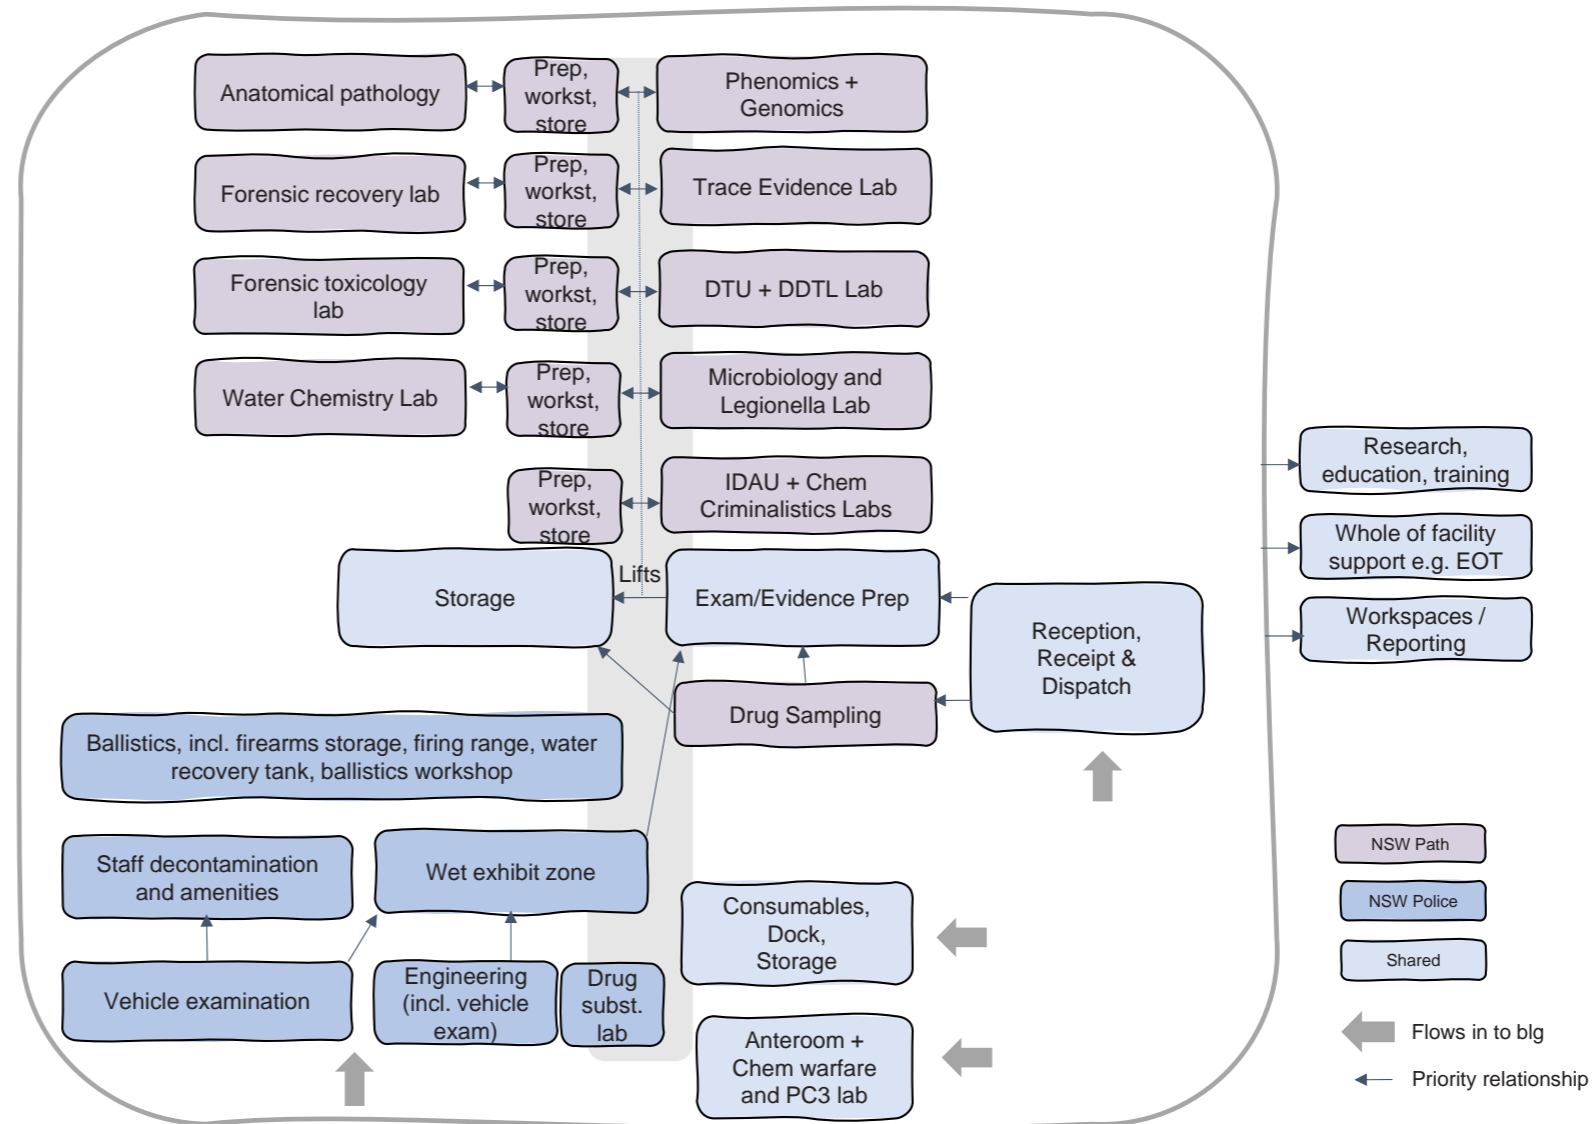 Anatomical pathology
Prep,
workst,
store
Phenomics +
Genomics
Forensic recovery lab
Prep,
workst,
store
Trace Evidence Lab
Forensic toxicology
lab
Prep,
workst,
store
DTU + DDTL Lab
Water Chemistry Lab
Prep,
workst,
store
Microbiology and
Legionella Lab
Prep,
workst,
store
IDAU + Chem
Criminalistics Labs
Research,
education, training
Whole of facility
support e.g. EOT
Workspaces /
Reporting
Storage
Lifts
Exam/Evidence Prep
Reception,
Receipt &
Dispatch
Drug Sampling
Ballistics, incl. firearms storage, firing range, water
recovery tank, ballistics workshop
Staff decontamination
and amenities
Wet exhibit zone
Consumables,
Dock,
Storage
Vehicle examination
Engineering
(incl. vehicle
exam)
Drug
subst.
lab
Anteroom +
Chem warfare
and PC3 lab
NSW Path
NSW Police
Shared
Flows in to blg
Priority relationship